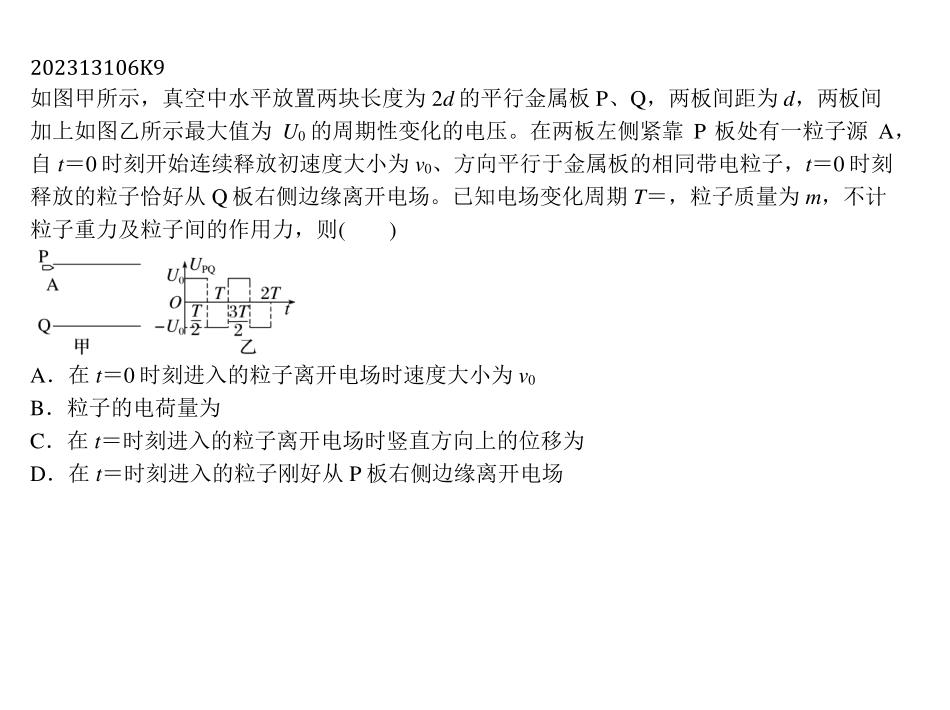 202313106K9
如图甲所示，真空中水平放置两块长度为 2d 的平行金属板 P、Q，两板间距为 d，两板间
加上如图乙所示最大值为 U₀ 的周期性变化的电压。在两板左侧紧靠 P 板处有一粒子源 A，
自 t＝0 时刻开始连续释放初速度大小为 v₀、方向平行于金属板的相同带电粒子，t＝0 时刻
释放的粒子恰好从 Q 板右侧边缘离开电场。已知电场变化周期 T＝，粒子质量为 m，不计
粒子重力及粒子间的作用力，则(　　)
P
A
Q
甲
U₀
U_PQ
O
T/2
T
3T/2
2T
t
−U₀
乙
A．在 t＝0 时刻进入的粒子离开电场时速度大小为 v₀
B．粒子的电荷量为
C．在 t＝时刻进入的粒子离开电场时竖直方向上的位移为
D．在 t＝时刻进入的粒子刚好从 P 板右侧边缘离开电场